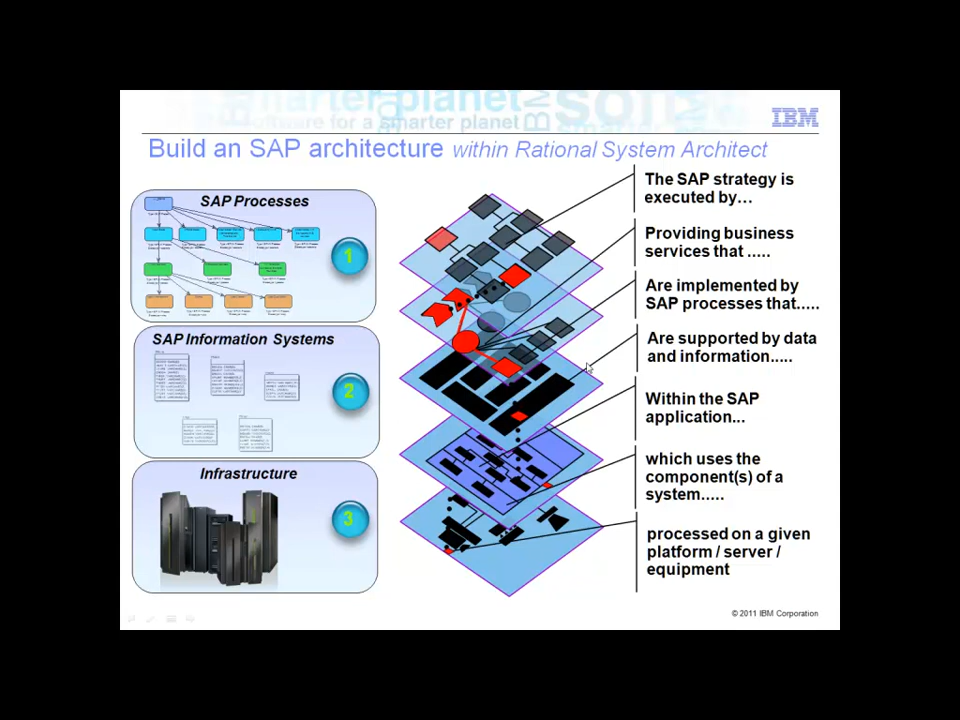 smarter planet
software for a smarter planet
IBM
Build an SAP architecture within Rational System Architect
SAP Processes
1
SAP Information Systems
2
Infrastructure
3
The SAP strategy is
executed by…
Providing business
services that .....
Are implemented by
SAP processes that.....
Are supported by data
and information.....
Within the SAP
application...
which uses the
component(s) of a
system.....
processed on a given
platform / server /
equipment
© 2011 IBM Corporation